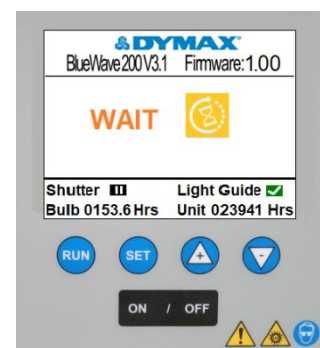 DYMAX
BlueWave 200 V3.1 Firmware: 1.00
WAIT
Shutter Light Guide
Bulb 0153.6 Hrs Unit 023941 Hrs
RUN SET + -
ON / OFF